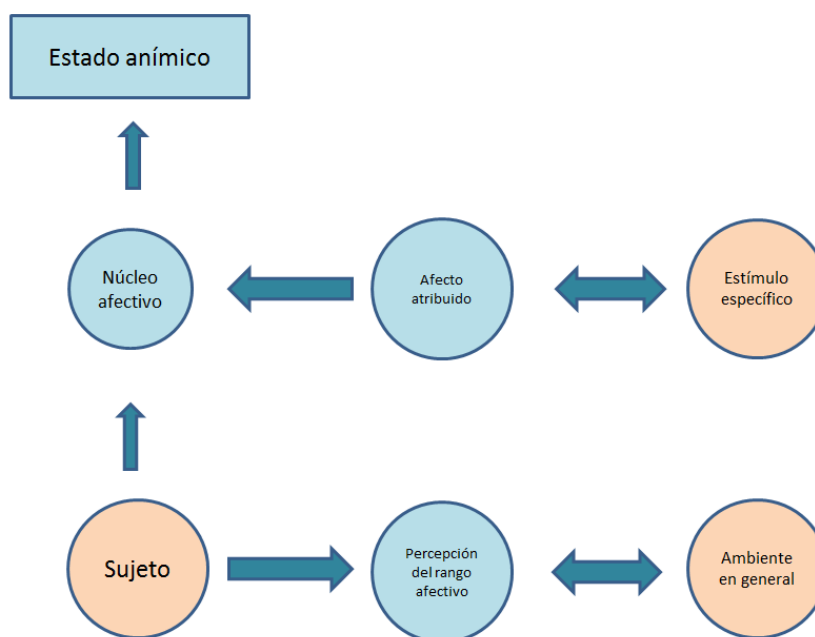 Estado anímico
Núcleo
afectivo
Afecto
atribuido
Estímulo
específico
Sujeto
Percepción
del rango
afectivo
Ambiente
en general